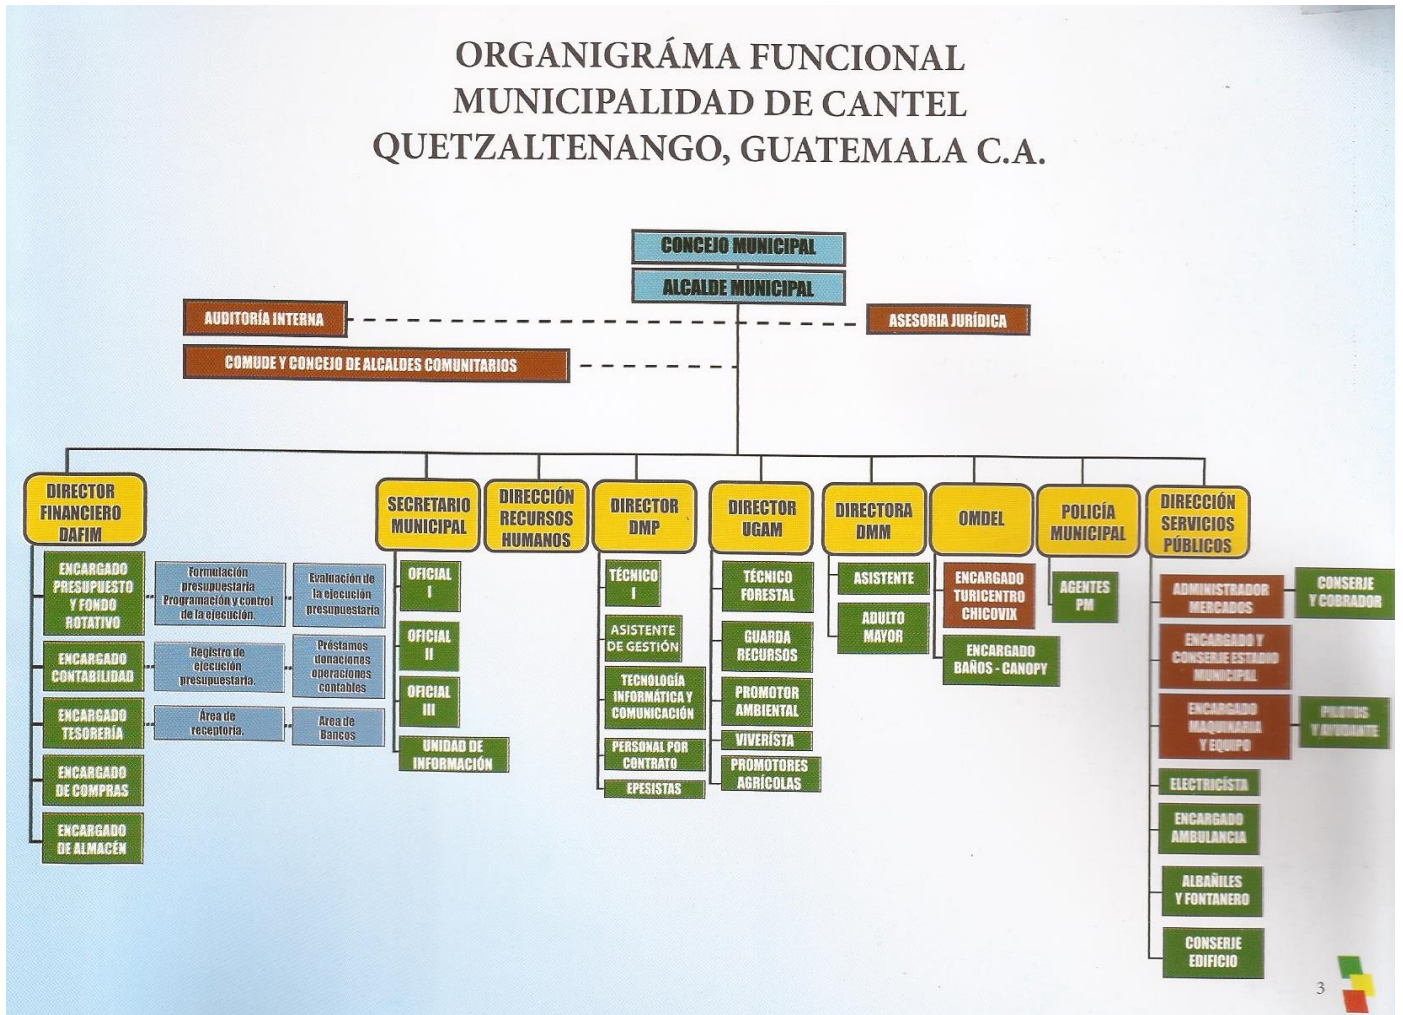 ORGANIGRÁMA FUNCIONAL
MUNICIPALIDAD DE CANTEL
QUETZALTENANGO, GUATEMALA C.A.
CONCEJO MUNICIPAL
ALCALDE MUNICIPAL
AUDITORÍA INTERNA
ASESORIA JURÍDICA
COMUDE Y CONCEJO DE ALCALDES COMUNITARIOS
DIRECTOR
FINANCIERO
DAFIM
SECRETARIO
MUNICIPAL
DIRECCIÓN
RECURSOS
HUMANOS
DIRECTOR
DMP
DIRECTOR
UGAM
DIRECTORA
DMM
OMDEL
POLICÍA
MUNICIPAL
DIRECCIÓN
SERVICIOS
PÚBLICOS
ENCARGADO
PRESUPUESTO
Y FONDO
ROTATIVO
Formulación
presupuestaria
Programación y control
de la ejecución.
Evaluación de
la ejecución
presupuestaria
ENCARGADO
CONTABILIDAD
Registro de
ejecución
presupuestaria.
Préstamos
donaciones
operaciones
contables
ENCARGADO
TESORERÍA
Área de
receptoria.
Area de
Bancos
ENCARGADO
DE COMPRAS
ENCARGADO
DE ALMACÉN
OFICIAL
I
OFICIAL
II
OFICIAL
III
UNIDAD DE
INFORMACIÓN
TÉCNICO
I
ASISTENTE
DE GESTIÓN
TECNOLOGÍA
INFORMÁTICA Y
COMUNICACIÓN
PERSONAL POR
CONTRATO
EPESISTAS
TÉCNICO
FORESTAL
GUARDA
RECURSOS
PROMOTOR
AMBIENTAL
VIVERÍSTA
PROMOTORES
AGRÍCOLAS
ASISTENTE
ADULTO
MAYOR
ENCARGADO
TURICENTRO
CHICOVIX
ENCARGADO
BAÑOS - CANOPY
AGENTES
PM
ADMINISTRADOR
MERCADOS
CONSERJE
Y COBRADOR
ENCARGADO Y
CONSERJE ESTADIO
MUNICIPAL
ENCARGADO
MAQUINARIA
Y EQUIPO
PILOTOS
Y AYUDANTE
ELECTRICÍSTA
ENCARGADO
AMBULANCIA
ALBAÑILES
Y FONTANERO
CONSERJE
EDIFICIO
3